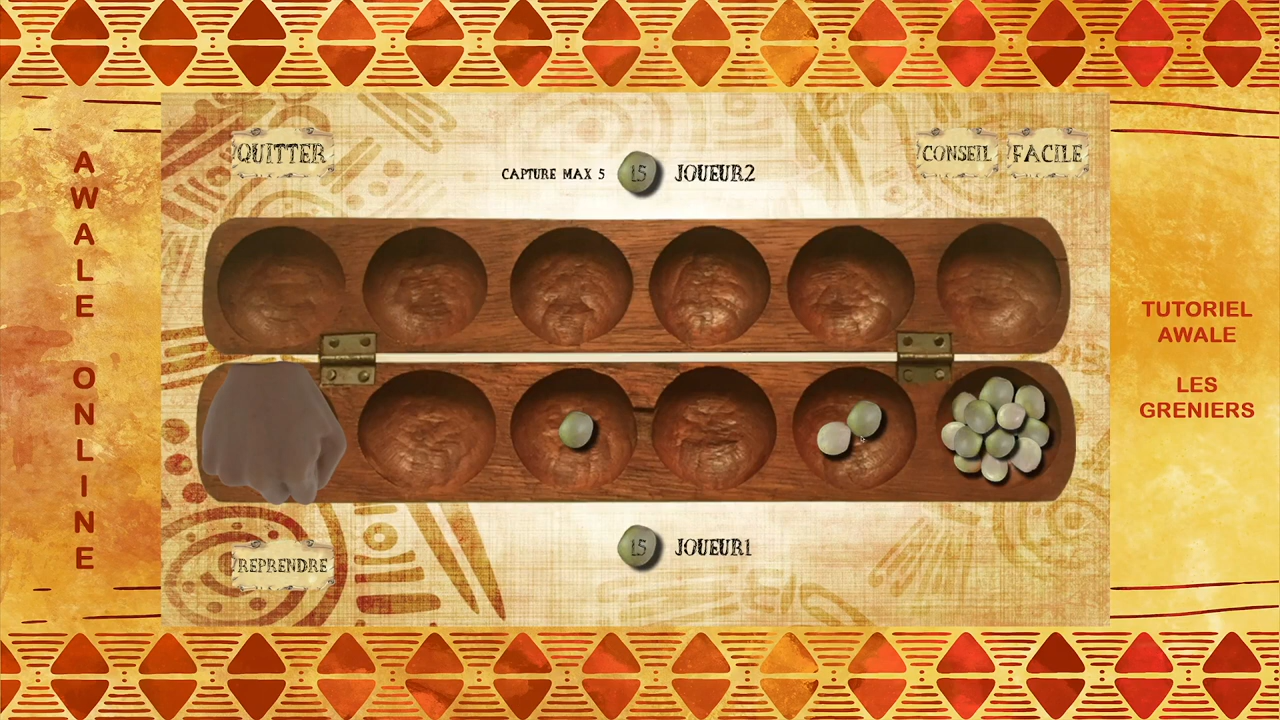 AWALE ONLINE
QUITTER
CAPTURE MAX 5
15
JOUEUR2
CONSEIL
FACILE
TUTORIEL
AWALE
LES
GRENIERS
REPRENDRE
15
JOUEUR1